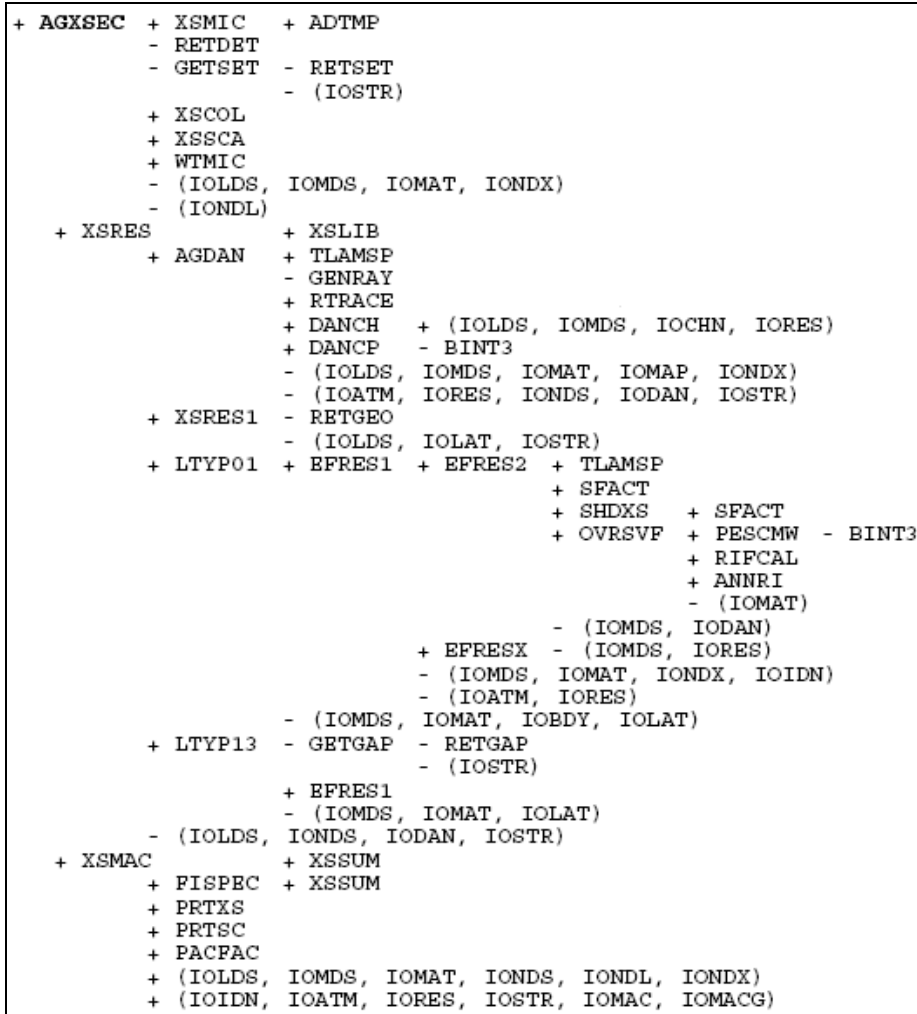 + AGXSEC + XSMIC + ADTMP
- RETDET
- GETSET - RETSET
- (IOSTR)
+ XSCOL
+ XSSCA
+ WTMIC
- (IOLDS, IOMDS, IOMAT, IONDX)
- (IONDL)
+ XSRES + XSLIB
+ AGDAN + TLAMSP
- GENRAY
+ RTRACE
+ DANCH + (IOLDS, IOMDS, IOCHN, IORES)
+ DANCP - BINT3
- (IOLDS, IOMDS, IOMAT, IOMAP, IONDX)
- (IOATM, IORES, IONDS, IODAN, IOSTR)
+ XSRES1 - RETGEO
- (IOLDS, IOLAT, IOSTR)
+ LTYP01 + EFRES1 + EFRES2 + TLAMSP
+ SFACT
+ SHDXS + SFACT
+ OVRSVF + PESCMW - BINT3
+ RIFCAL
+ ANNRI
- (IOMAT)
- (IOMDS, IODAN)
+ EFRESX - (IOMDS, IORES)
- (IOMDS, IOMAT, IONDX, IOIDN)
- (IOATM, IORES)
- (IOMDS, IOMAT, IOBDY, IOLAT)
+ LTYP13 - GETGAP - RETGAP
- (IOSTR)
+ EFRES1
- (IOMDS, IOMAT, IOLAT)
- (IOLDS, IONDS, IODAN, IOSTR)
+ XSMAC + XSSUM
+ FISPEC + XSSUM
+ PRTXS
+ PRTSC
+ PACFAC
+ (IOLDS, IOMDS, IOMAT, IONDS, IONDL, IONDX)
+ (IOIDN, IOATM, IORES, IOSTR, IOMAC, IOMACG)